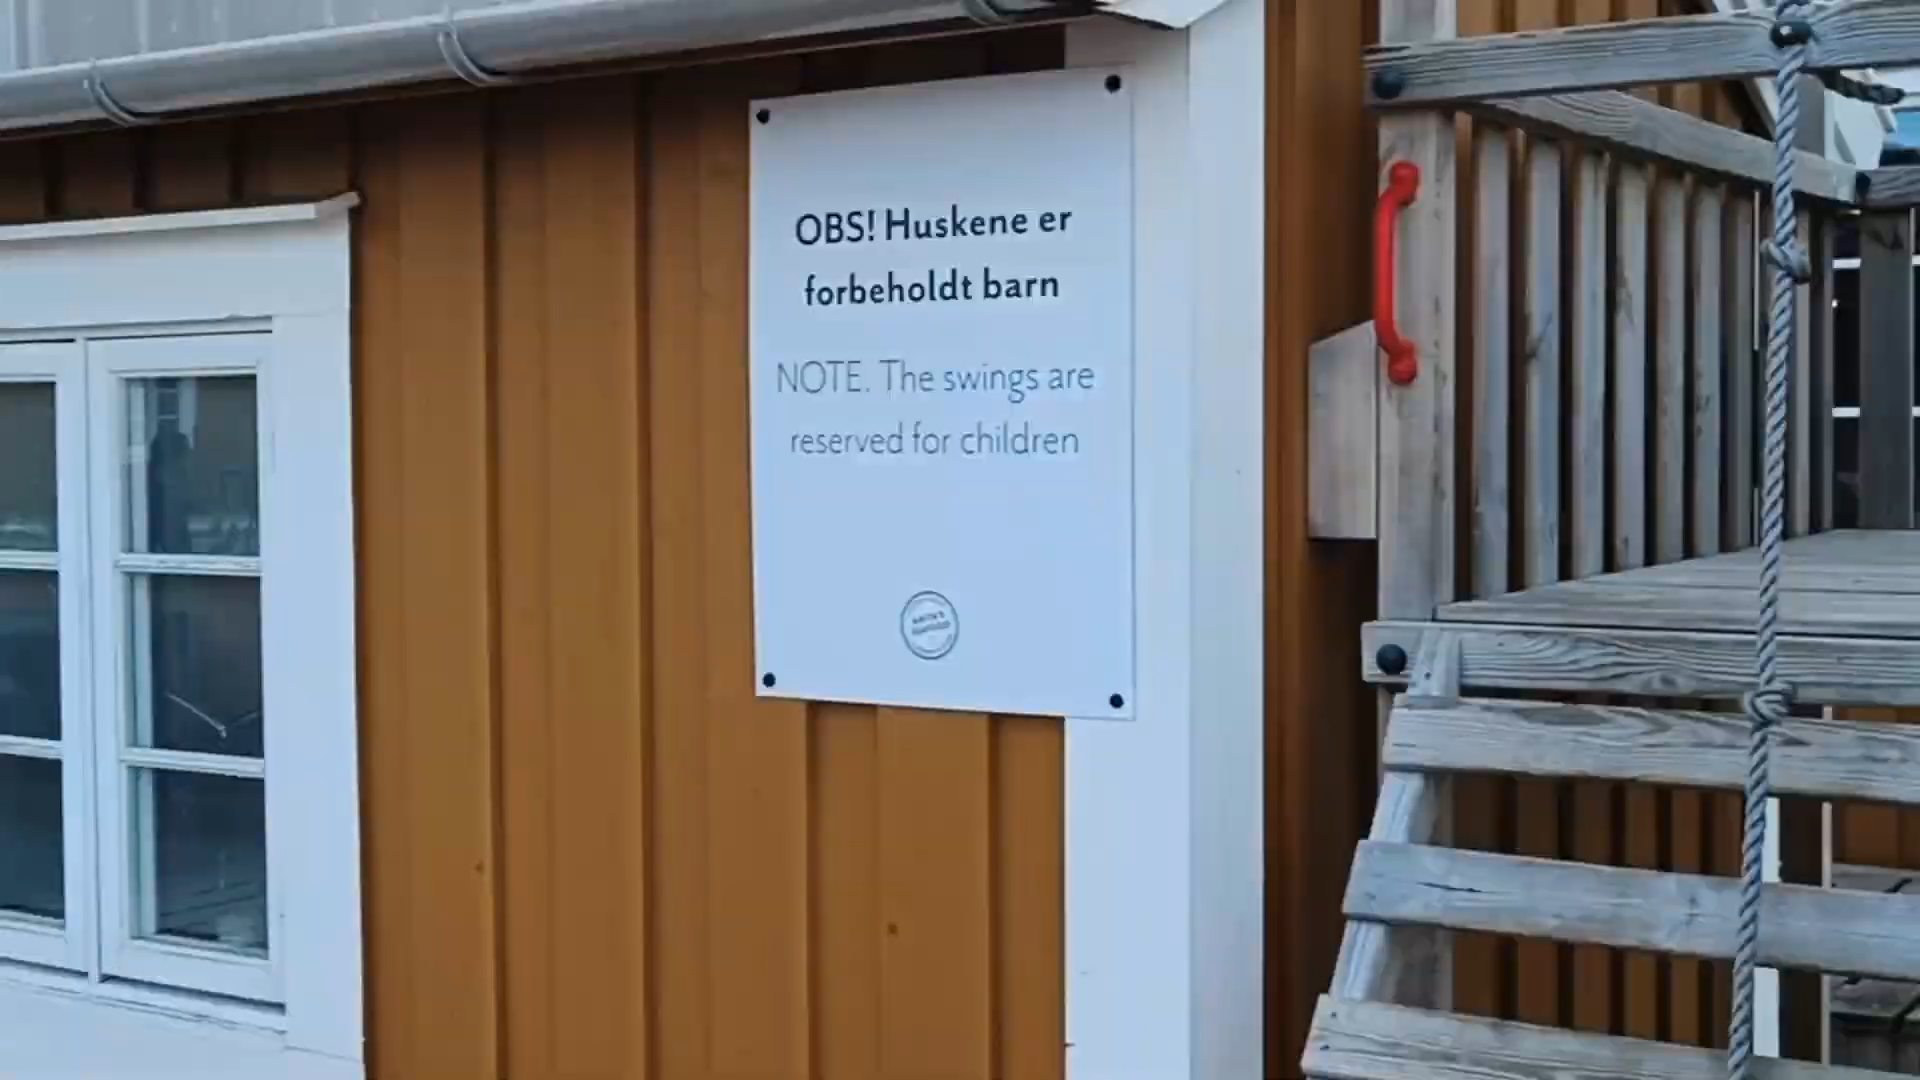 OBS! Huskene er
forbeholdt barn
NOTE. The swings are
reserved for children